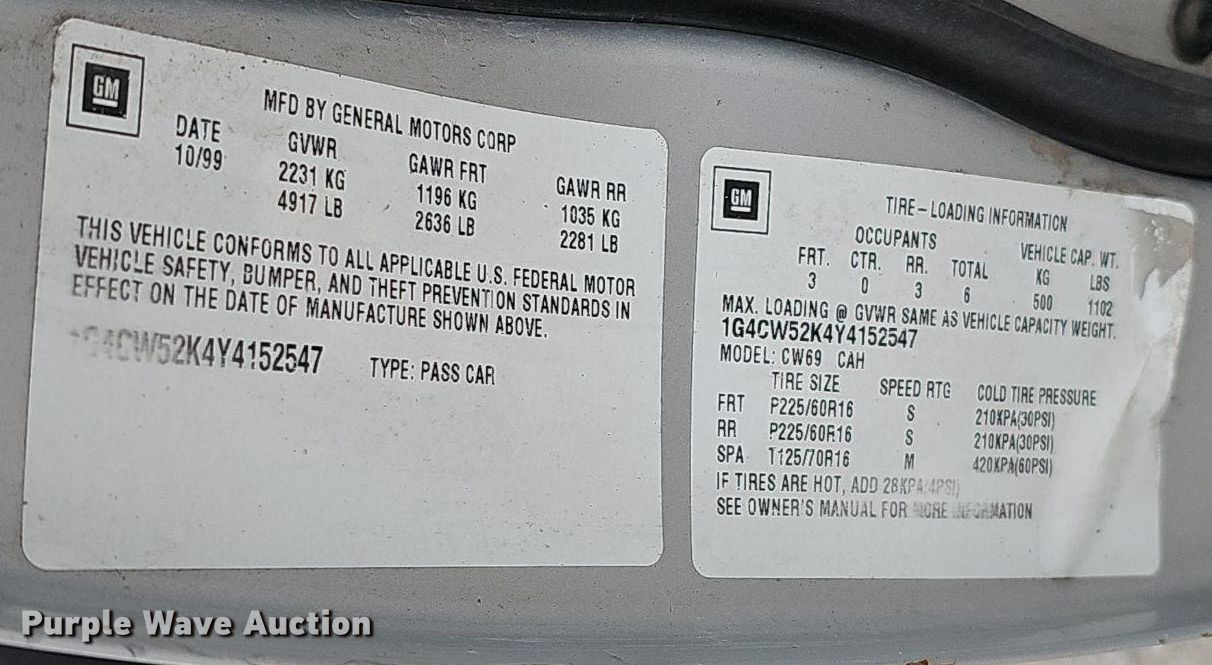 GM
MFD BY GENERAL MOTORS CORP
DATE GVWR GAWR FRT GAWR RR
10/99 2231 KG 1196 KG 1035 KG
4917 LB 2636 LB 2281 LB
THIS VEHICLE CONFORMS TO ALL APPLICABLE U.S. FEDERAL MOTOR
VEHICLE SAFETY, BUMPER, AND THEFT PREVENTION STANDARDS IN
EFFECT ON THE DATE OF MANUFACTURE SHOWN ABOVE.
1G4CW52K4Y4152547 TYPE: PASS CAR
GM
TIRE-LOADING INFORMATION
OCCUPANTS VEHICLE CAP. WT.
FRT. CTR. RR. TOTAL KG LBS
3 0 3 6 500 1102
MAX. LOADING @ GVWR SAME AS VEHICLE CAPACITY WEIGHT.
1G4CW52K4Y4152547
MODEL: CW69 CAH
TIRE SIZE SPEED RTG COLD TIRE PRESSURE
FRT P225/60R16 S 210KPA(30PSI)
RR P225/60R16 S 210KPA(30PSI)
SPA T125/70R16 M 420KPA(60PSI)
IF TIRES ARE HOT, ADD 28KPA(4PSI)
SEE OWNER'S MANUAL FOR MORE INFORMATION
Purple Wave Auction